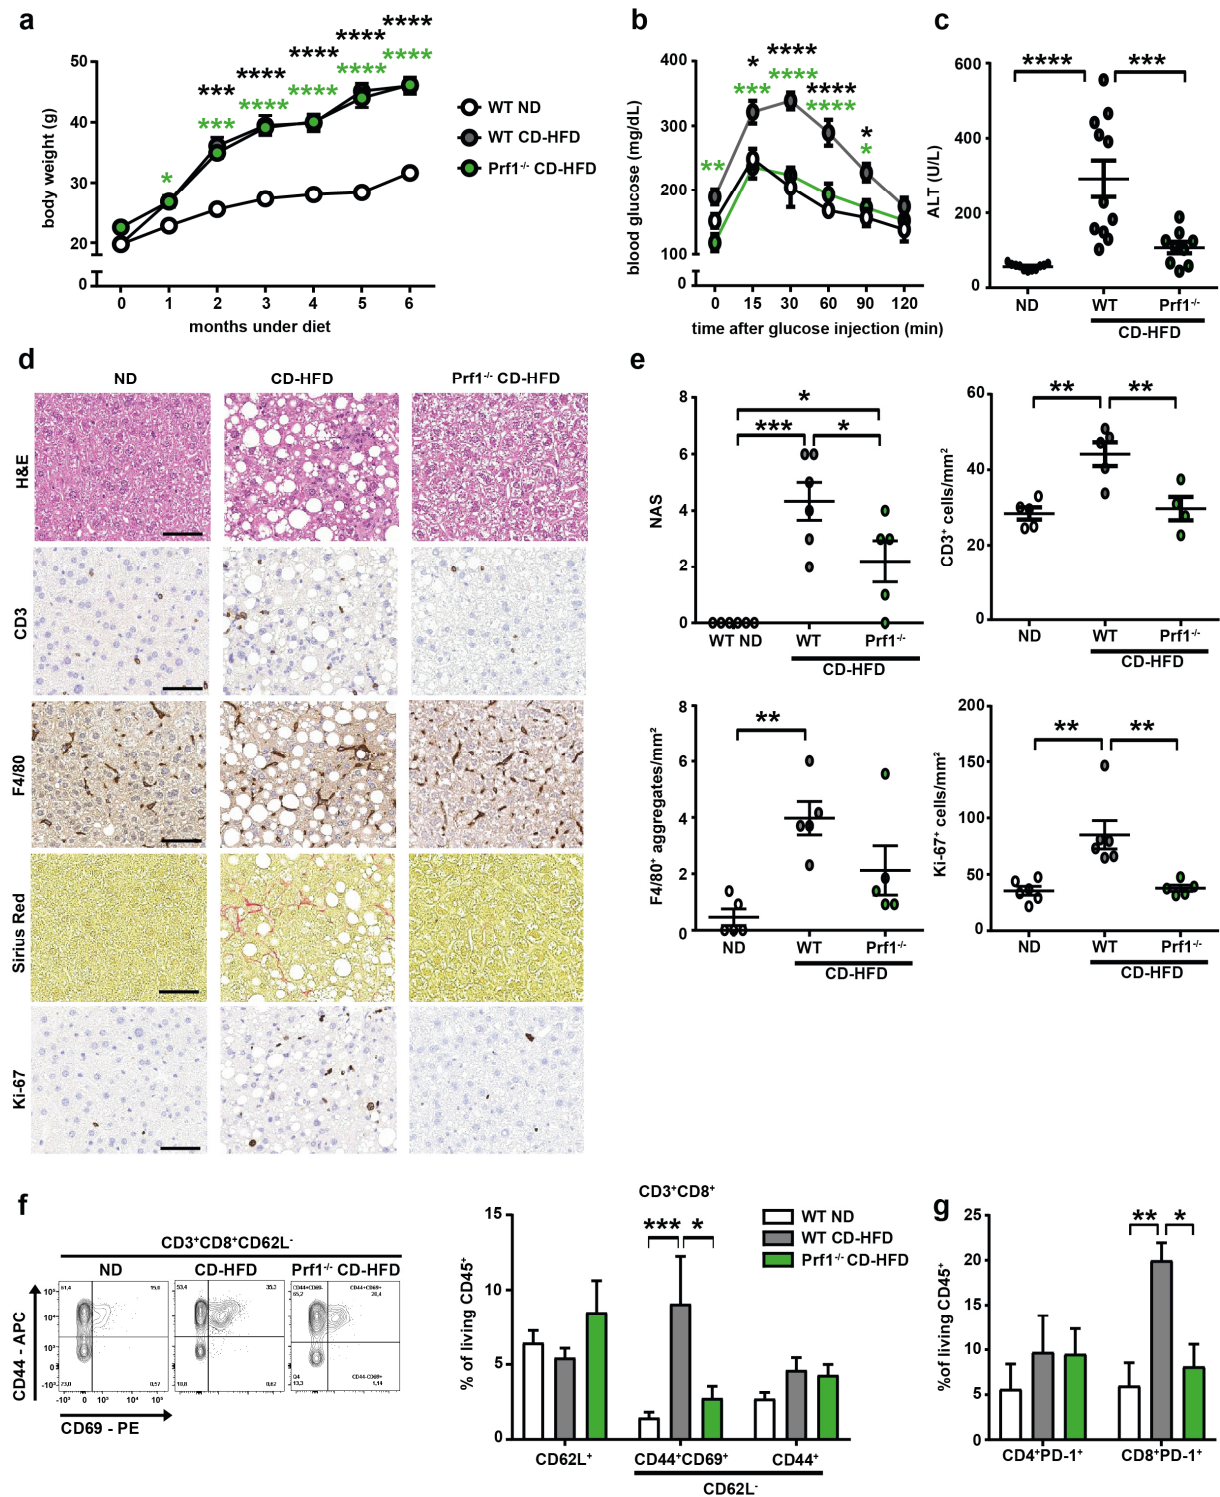 a
body weight (g)
50
40
30
20
0
0 1 2 3 4 5 6
months under diet
* *** *** **** **** **** **** **** **** **** ****
WT ND
WT CD-HFD
Prf1-/- CD-HFD
b
blood glucose (mg/dL)
400
300
200
100
0
0 15 30 60 90 120
time after glucose injection (min)
** * *** **** **** **** **** * *
c
ALT (U/L)
600
400
200
0
**** ***
ND WT Prf1-/-
CD-HFD
d
ND CD-HFD Prf1-/- CD-HFD
H&E
CD3
F4/80
Sirius Red
Ki-67
e
NAS
8
6
4
2
0
*
*** *
WT ND WT Prf1-/-
CD-HFD
CD3+ cells/mm²
60
40
20
0
** **
ND WT Prf1-/-
CD-HFD
F4/80+ aggregates/mm²
8
6
4
2
0
**
ND WT Prf1-/-
CD-HFD
Ki-67+ cells/mm²
200
150
100
50
0
** **
ND WT Prf1-/-
CD-HFD
f
CD3+CD8+CD62L-
ND CD-HFD Prf1-/- CD-HFD
CD44 - APC
CD69 - PE
CD3+CD8+
% of living CD45+
15
10
5
0
*** *
CD62L+ CD44+CD69+ CD44+
CD62L-
WT ND
WT CD-HFD
Prf1-/- CD-HFD
g
%of living CD45+
25
20
15
10
5
0
** *
CD4+PD-1+ CD8+PD-1+